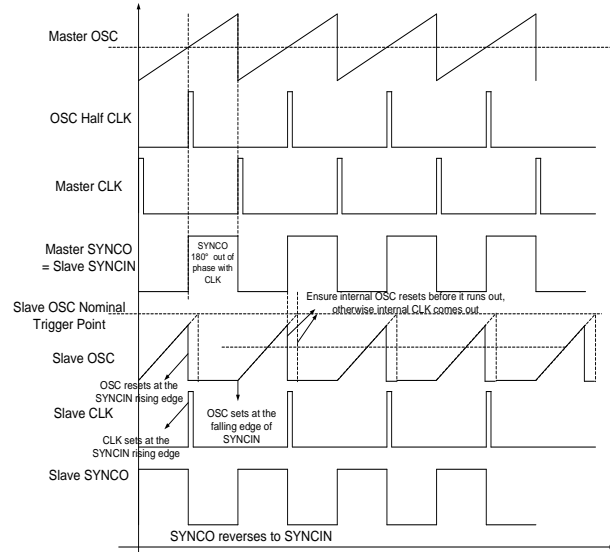 Master OSC
OSC Half CLK
Master CLK
Master SYNCO
= Slave SYNCIN
SYNCO
180° out of
phase with
CLK
Ensure internal OSC resets before it runs out,
otherwise internal CLK comes out
Slave OSC Nominal
Trigger Point
Slave OSC
OSC resets at the
SYNCIN rising edge
Slave CLK
OSC sets at the
falling edge of
SYNCIN
CLK sets at the
SYNCIN rising edge
Slave SYNCO
SYNCO reverses to SYNCIN